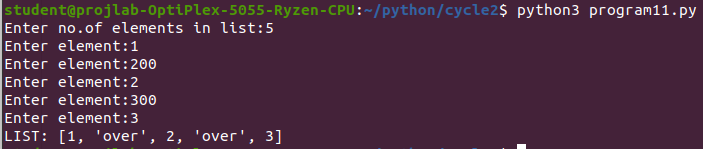 student@projlab-OptiPlex-5055-Ryzen-CPU:~/python/cycle2$ python3 program11.py
Enter no.of elements in list:5
Enter element:1
Enter element:200
Enter element:2
Enter element:300
Enter element:3
LIST: [1, 'over', 2, 'over', 3]